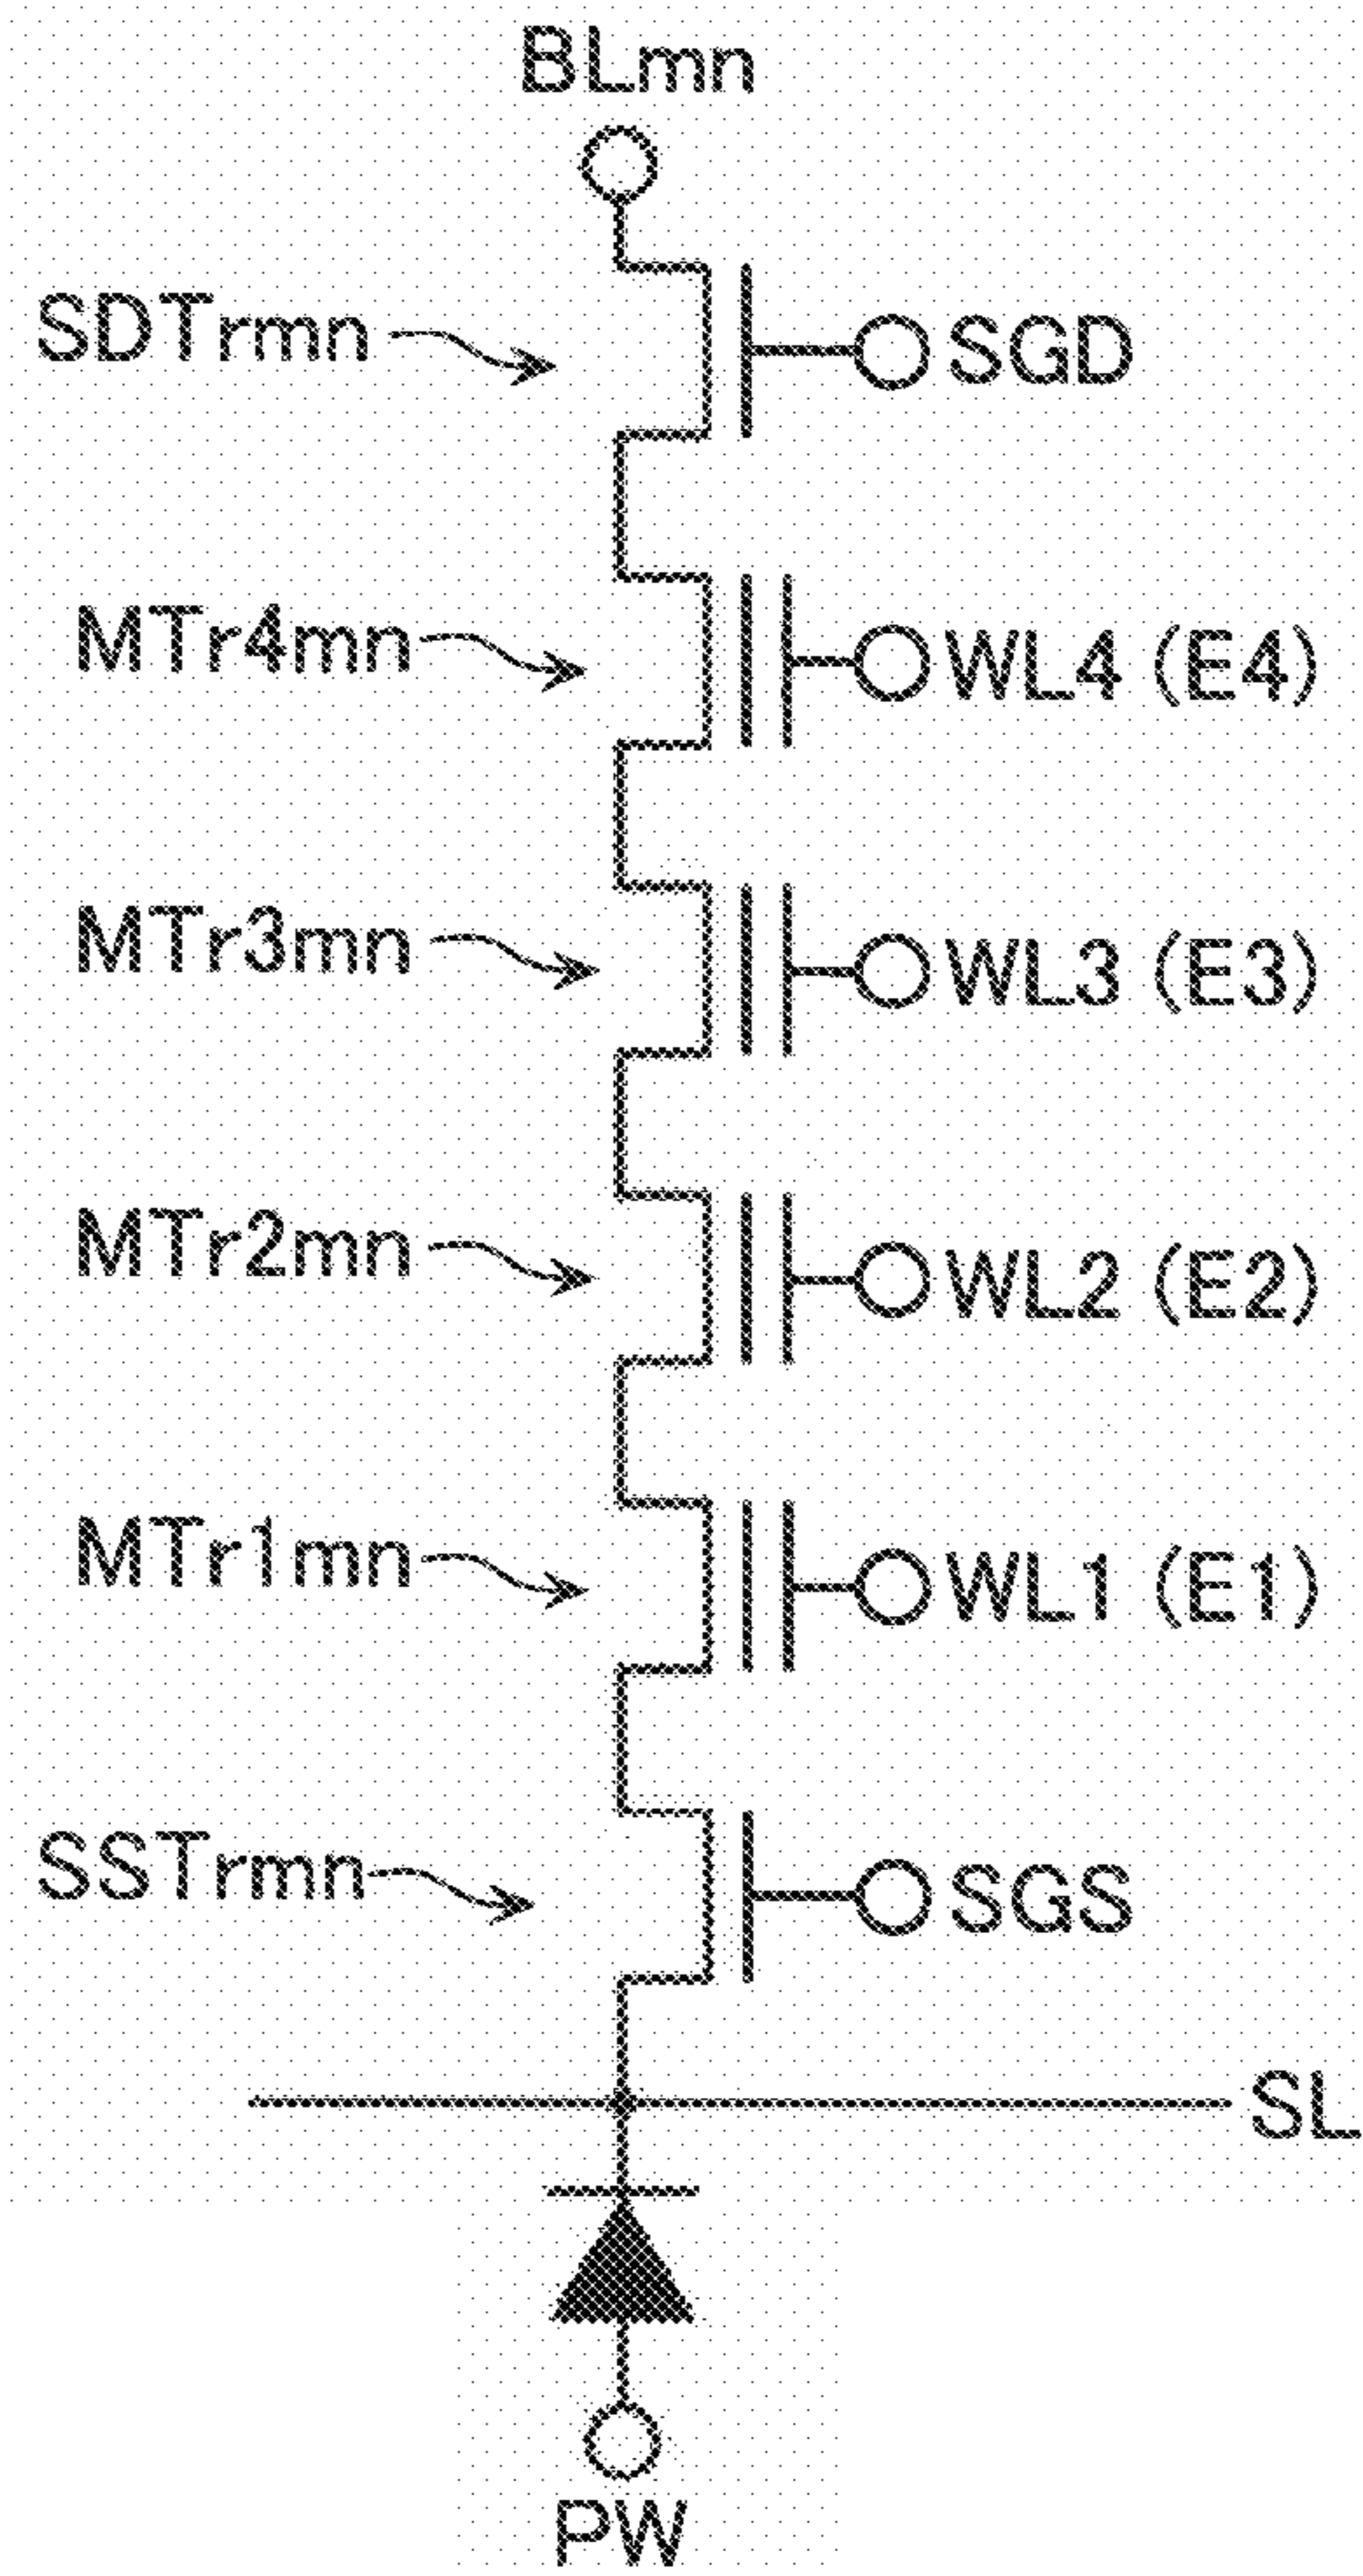 BLmn
SDTrmn
SGD
MTr4mn
WL4 (E4)
MTr3mn
WL3 (E3)
MTr2mn
WL2 (E2)
MTr1mn
WL1 (E1)
SSTrmn
SGS
SL
PW